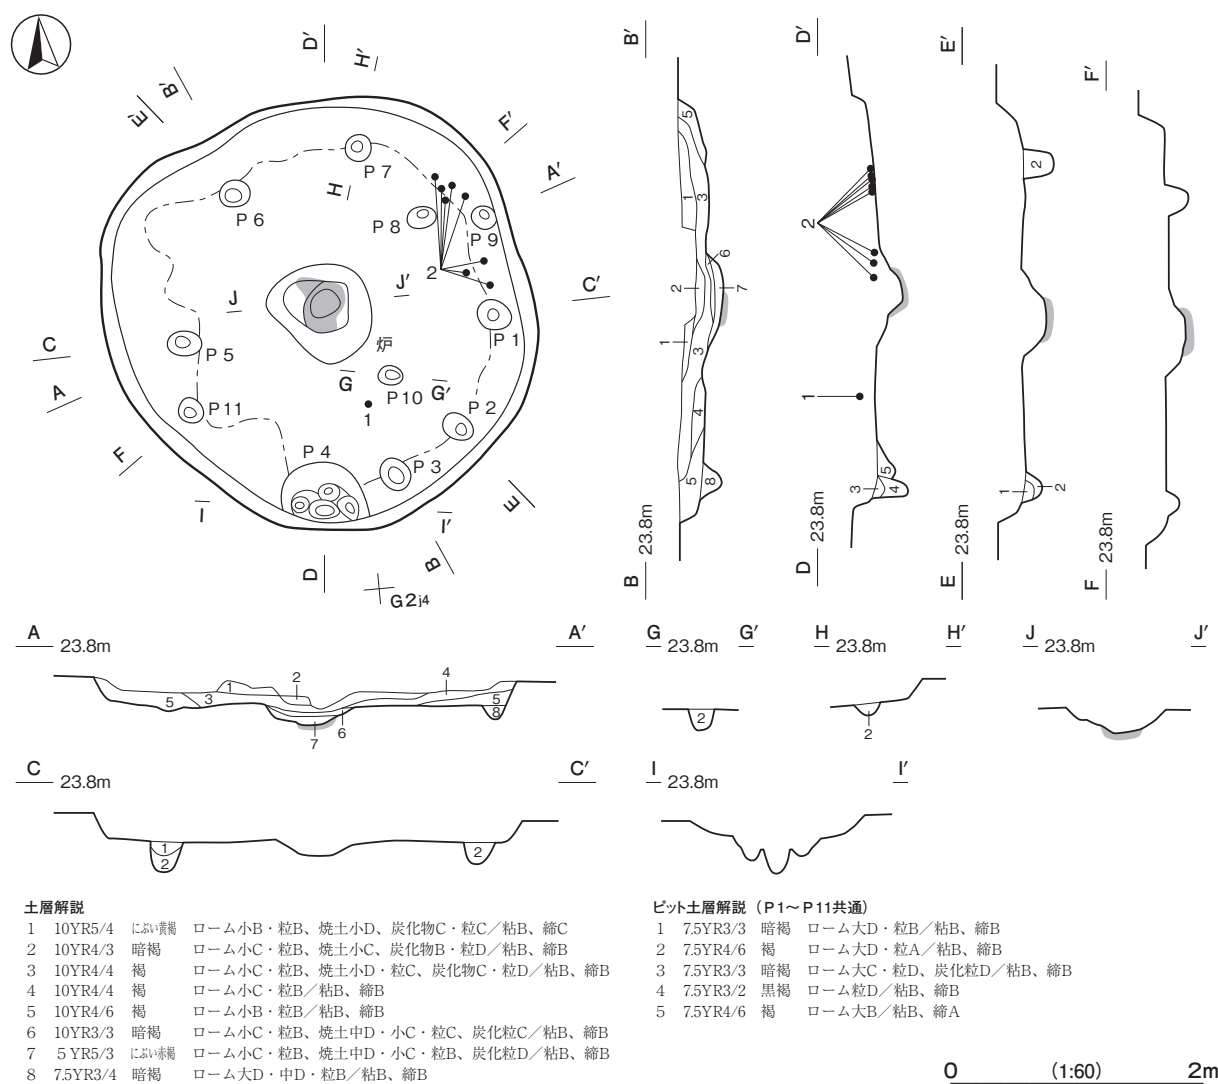 D′
H′
B′
E′
F′
A′
P 7
H
P 6
P 8
P 9
2
J
J′
C′
P 1
炉
C
P 5
A
G
P10
G′
P11
1
P 2
F
P 4
P 3
E
I
I′
D
B
G2j4
B′
D′
E′
F′
5
1
3
6
2
7
1
3
4
5
8
B 23.8m
2
1
5
3
4
D 23.8m
2
1
2
E 23.8m
F 23.8m
A 23.8m A′
1
2
4
5
3
5
8
6
7
G 23.8m G′
2
H 23.8m H′
2
J 23.8m J′
C 23.8m C′
1
2
2
I 23.8m I′
土層解説
1 10YR5/4 にぶい黄褐 ローム小B・粒B、焼土小D、炭化物C・粒C／粘B、締C
2 10YR4/3 暗褐 ローム小C・粒B、焼土小C、炭化物B・粒D／粘B、締B
3 10YR4/4 褐 ローム小C・粒B、焼土小D・粒C、炭化物C・粒D／粘B、締B
4 10YR4/4 褐 ローム小C・粒B／粘B、締B
5 10YR4/6 褐 ローム小B・粒B／粘B、締B
6 10YR3/3 暗褐 ローム小C・粒B、焼土中D・小C・粒C、炭化粒C／粘B、締B
7 5 YR5/3 にぶい赤褐 ローム小C・粒B、焼土中D・小C・粒B、炭化粒D／粘B、締B
8 7.5YR3/4 暗褐 ローム大D・中D・粒B／粘B、締B
ピット土層解説（P1～P11共通）
1 7.5YR3/3 暗褐 ローム大D・粒B／粘B、締B
2 7.5YR4/6 褐 ローム大D・粒A／粘B、締B
3 7.5YR3/3 暗褐 ローム大C・粒D、炭化粒D／粘B、締B
4 7.5YR3/2 黒褐 ローム粒D／粘B、締B
5 7.5YR4/6 褐 ローム大B／粘B、締A
0 (1:60) 2m